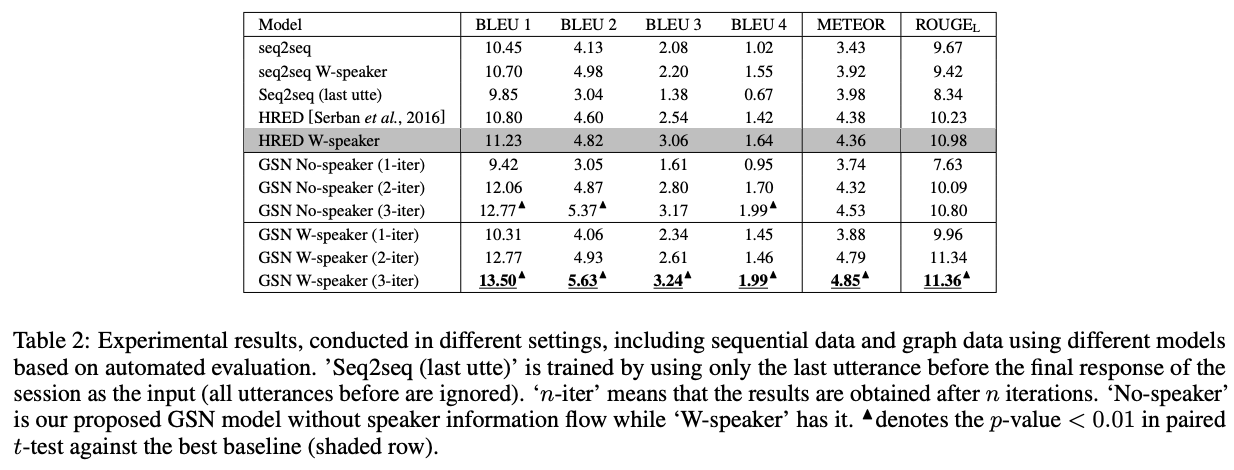 Model BLEU 1 BLEU 2 BLEU 3 BLEU 4 METEOR ROUGE_L
seq2seq 10.45 4.13 2.08 1.02 3.43 9.67
seq2seq W-speaker 10.70 4.98 2.20 1.55 3.92 9.42
Seq2seq (last utte) 9.85 3.04 1.38 0.67 3.98 8.34
HRED [Serban et al., 2016] 10.80 4.60 2.54 1.42 4.38 10.23
HRED W-speaker 11.23 4.82 3.06 1.64 4.36 10.98
GSN No-speaker (1-iter) 9.42 3.05 1.61 0.95 3.74 7.63
GSN No-speaker (2-iter) 12.06 4.87 2.80 1.70 4.32 10.09
GSN No-speaker (3-iter) 12.77▲ 5.37▲ 3.17 1.99▲ 4.53 10.80
GSN W-speaker (1-iter) 10.31 4.06 2.34 1.45 3.88 9.96
GSN W-speaker (2-iter) 12.77 4.93 2.61 1.46 4.79 11.34
GSN W-speaker (3-iter) 13.50▲ 5.63▲ 3.24▲ 1.99▲ 4.85▲ 11.36▲
Table 2: Experimental results, conducted in different settings, including sequential data and graph data using different models
based on automated evaluation. ’Seq2seq (last utte)’ is trained by using only the last utterance before the final response of the
session as the input (all utterances before are ignored). ‘n-iter’ means that the results are obtained after n iterations. ‘No-speaker’
is our proposed GSN model without speaker information flow while ‘W-speaker’ has it. ▲denotes the p-value < 0.01 in paired
t-test against the best baseline (shaded row).